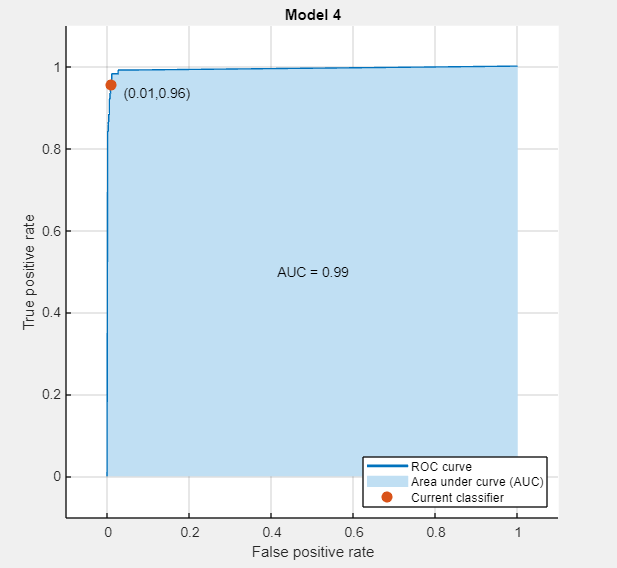 Model 4
1
(0.01,0.96)
0.8
0.6
AUC = 0.99
0.4
0.2
0
True positive rate
ROC curve
Area under curve (AUC)
Current classifier
0 0.2 0.4 0.6 0.8 1
False positive rate